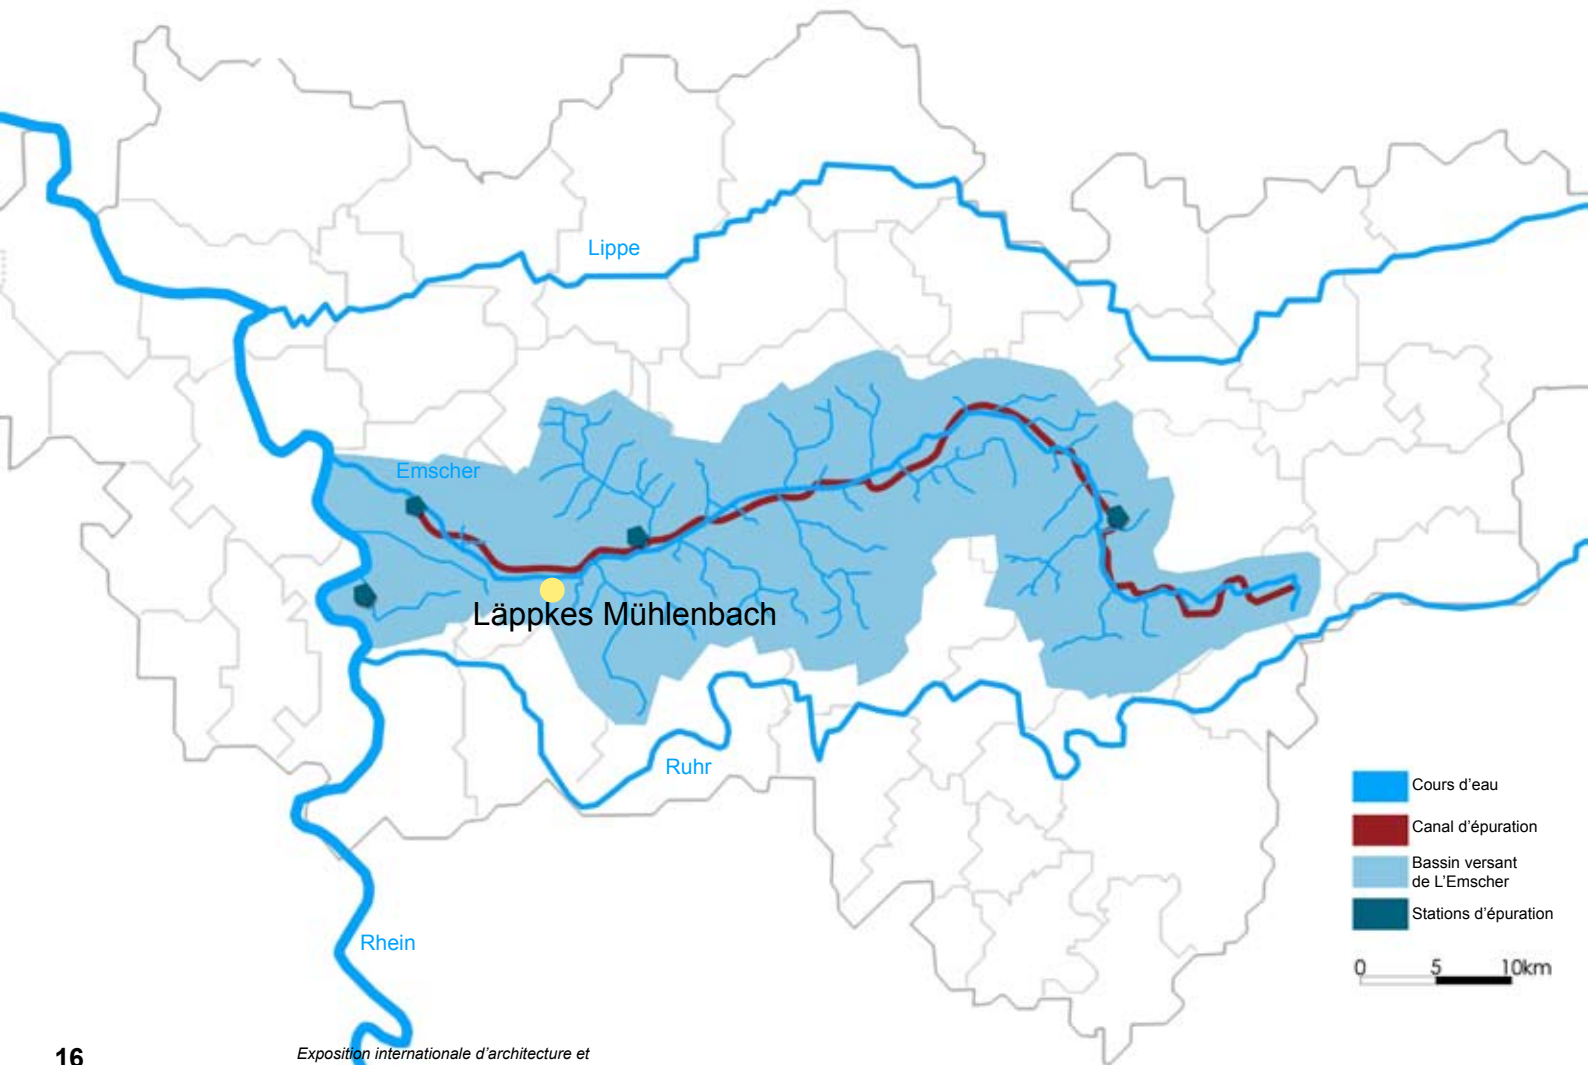 Lippe
Emscher
Läppkes Mühlenbach
Ruhr
Rhein
Cours d'eau
Canal d'épuration
Bassin versant
de L'Emscher
Stations d'épuration
0 5 10km
16
Exposition internationale d'architecture et